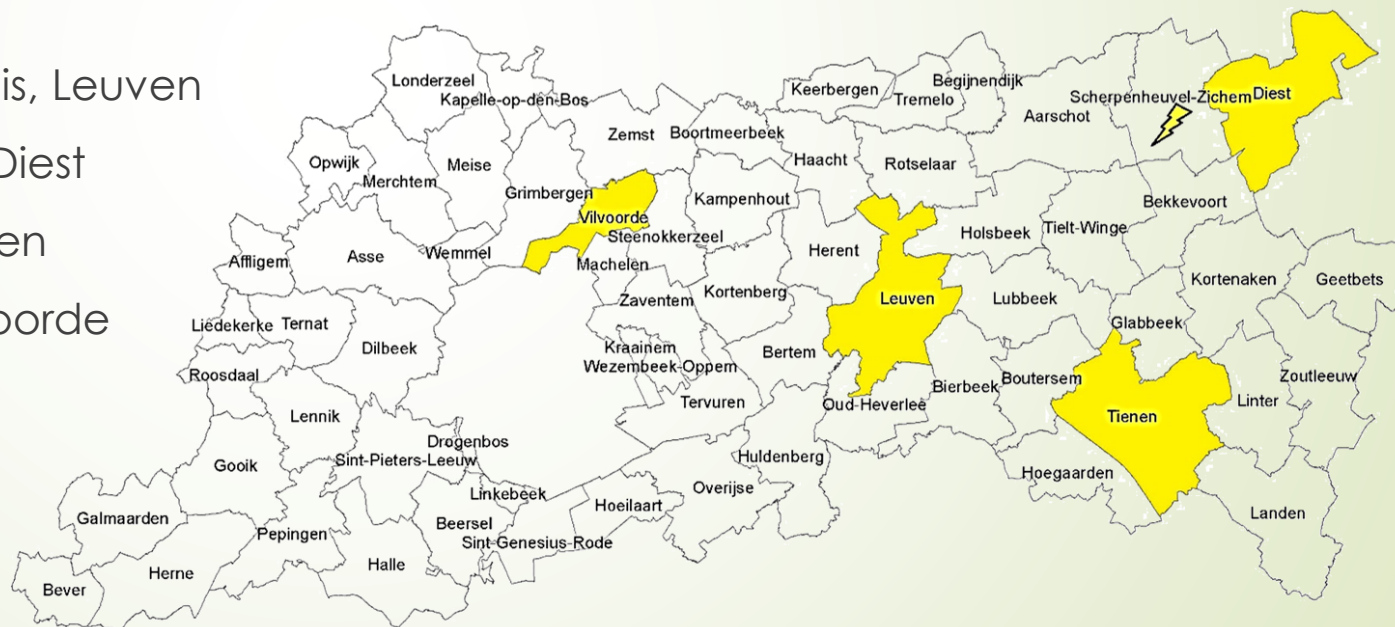 is, Leuven
Diest
en
oorde
Londerzeel
Kapelle-op-den-Bos
Keerbergen
Begijnendijk
Tremelo
Scherpenheuvel-Zichem
Diest
Aarschot
Zemst
Boortmeerbeek
Opwijk
Merchtem
Meise
Haacht
Rotselaar
Grimbergen
Kampenhout
Vilvoorde
Steenokkerzeel
Bekkevoort
Holsbeek
Tielt-Winge
Affligem
Asse
Wemmel
Machelen
Herent
Kortenaken
Geetbets
Zaventem
Kortenberg
Leuven
Lubbeek
Glabbeek
Liedekerke
Ternat
Dilbeek
Kraainem
Wezembeek-Oppem
Bertem
Roosdaal
Bierbeek
Boutersem
Zoutleeuw
Lennik
Tervuren
Oud-Heverlee
Tienen
Linter
Drogenbos
Sint-Pieters-Leeuw
Gooik
Huldenberg
Hoegaarden
Linkebeek
Hoeilaart
Overijse
Galmaarden
Pepingen
Beersel
Sint-Genesius-Rode
Landen
Bever
Herne
Halle